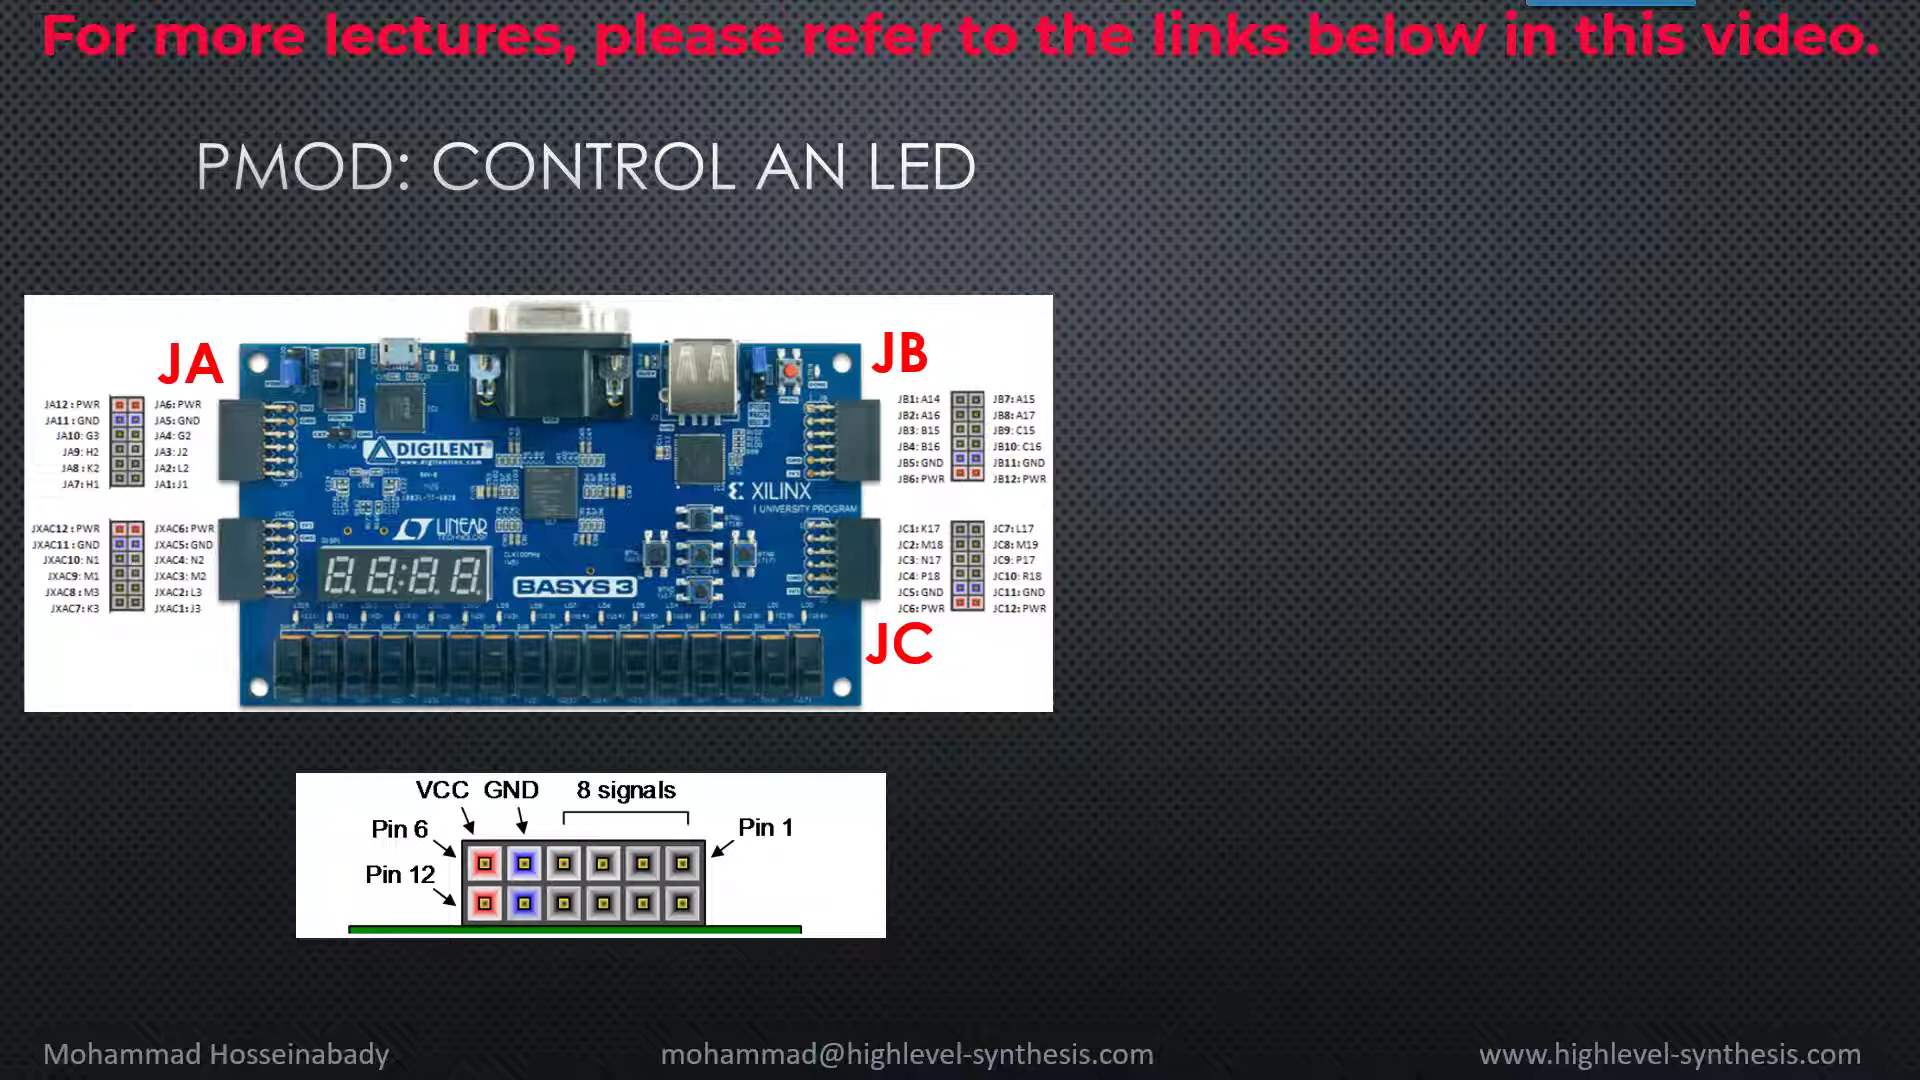 For more lectures, please refer to the links below in this video.
PMOD: CONTROL AN LED
JA
JB
JA12: PWR JA6: PWR
JA11: GND JA5: GND
JA10: G3 JA4: G2
JA9: H2 JA3: J2
JA8: K2 JA2: L2
JA7: H1 JA1: J1
JB1: A14 JB7: A15
JB2: A16 JB8: A17
JB3: B15 JB9: C15
JB4: B16 JB10: C16
JB5: GND JB11: GND
JB6: PWR JB12: PWR
DIGILENT
www.digilentinc.com
XILINX
UNIVERSITY PROGRAM
LINEAR
TECHNOLOGY
BASYS 3
JXAC12: PWR JXAC6: PWR
JXAC11: GND JXAC5: GND
JXAC10: N1 JXAC4: N2
JXAC9: M1 JXAC3: M2
JXAC8: M3 JXAC2: L3
JXAC7: K3 JXAC1: J3
JC1: K17 JC7: L17
JC2: M18 JC8: M19
JC3: N17 JC9: P17
JC4: P18 JC10: R18
JC5: GND JC11: GND
JC6: PWR JC12: PWR
JC
VCC GND 8 signals
Pin 6 Pin 1
Pin 12
Mohammad Hosseinabady
mohammad@highlevel-synthesis.com
www.highlevel-synthesis.com